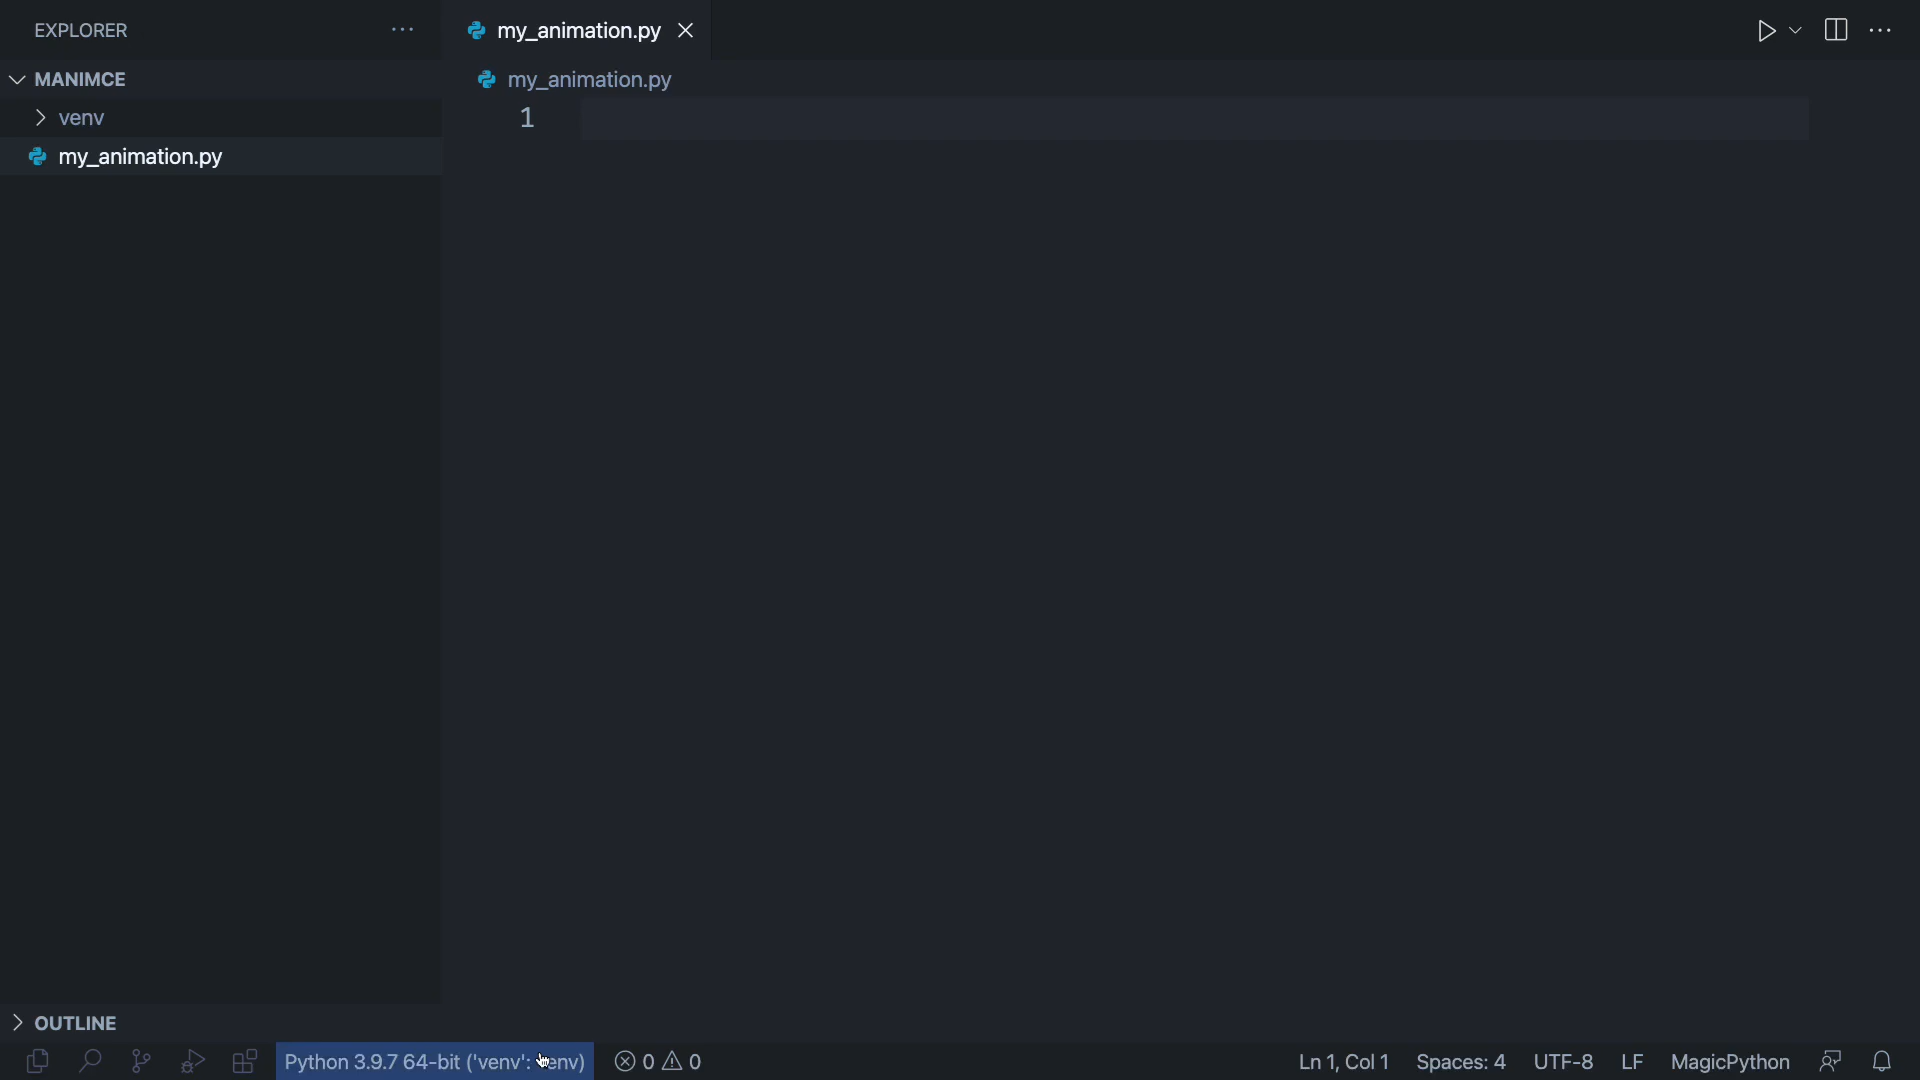 EXPLORER
MANIMCE
venv
my_animation.py
OUTLINE
my_animation.py
my_animation.py
1
Python 3.9.7 64-bit ('venv': venv)
0 0
Ln 1, Col 1
Spaces: 4
UTF-8
LF
MagicPython